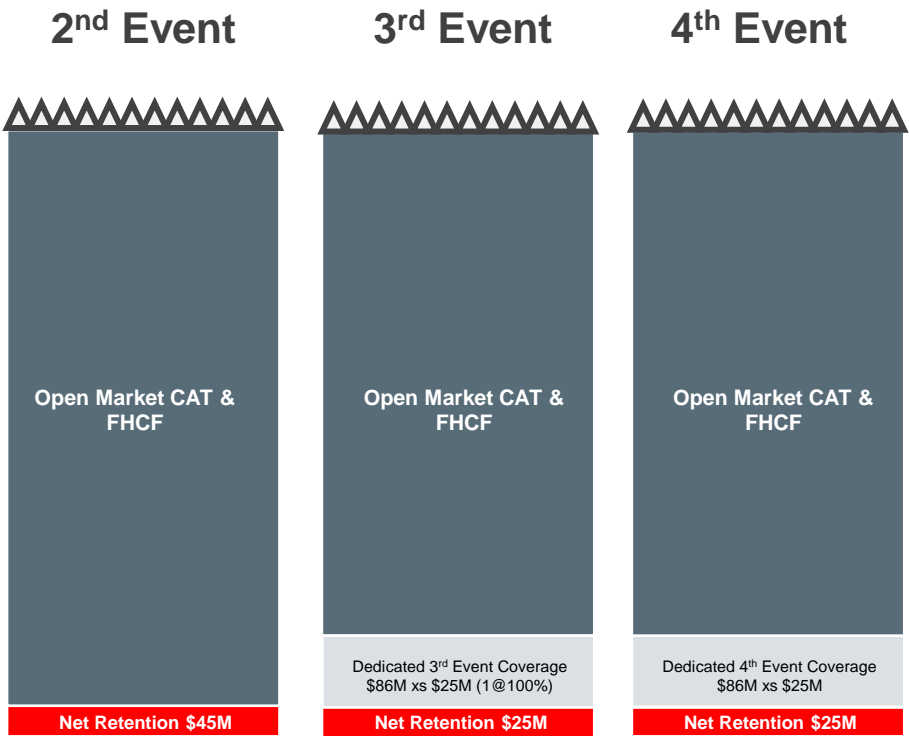 2nd Event
3rd Event
4th Event
Open Market CAT &
FHCF
Open Market CAT &
FHCF
Open Market CAT &
FHCF
Dedicated 3rd Event Coverage
$86M xs $25M (1@100%)
Dedicated 4th Event Coverage
$86M xs $25M
Net Retention $45M
Net Retention $25M
Net Retention $25M